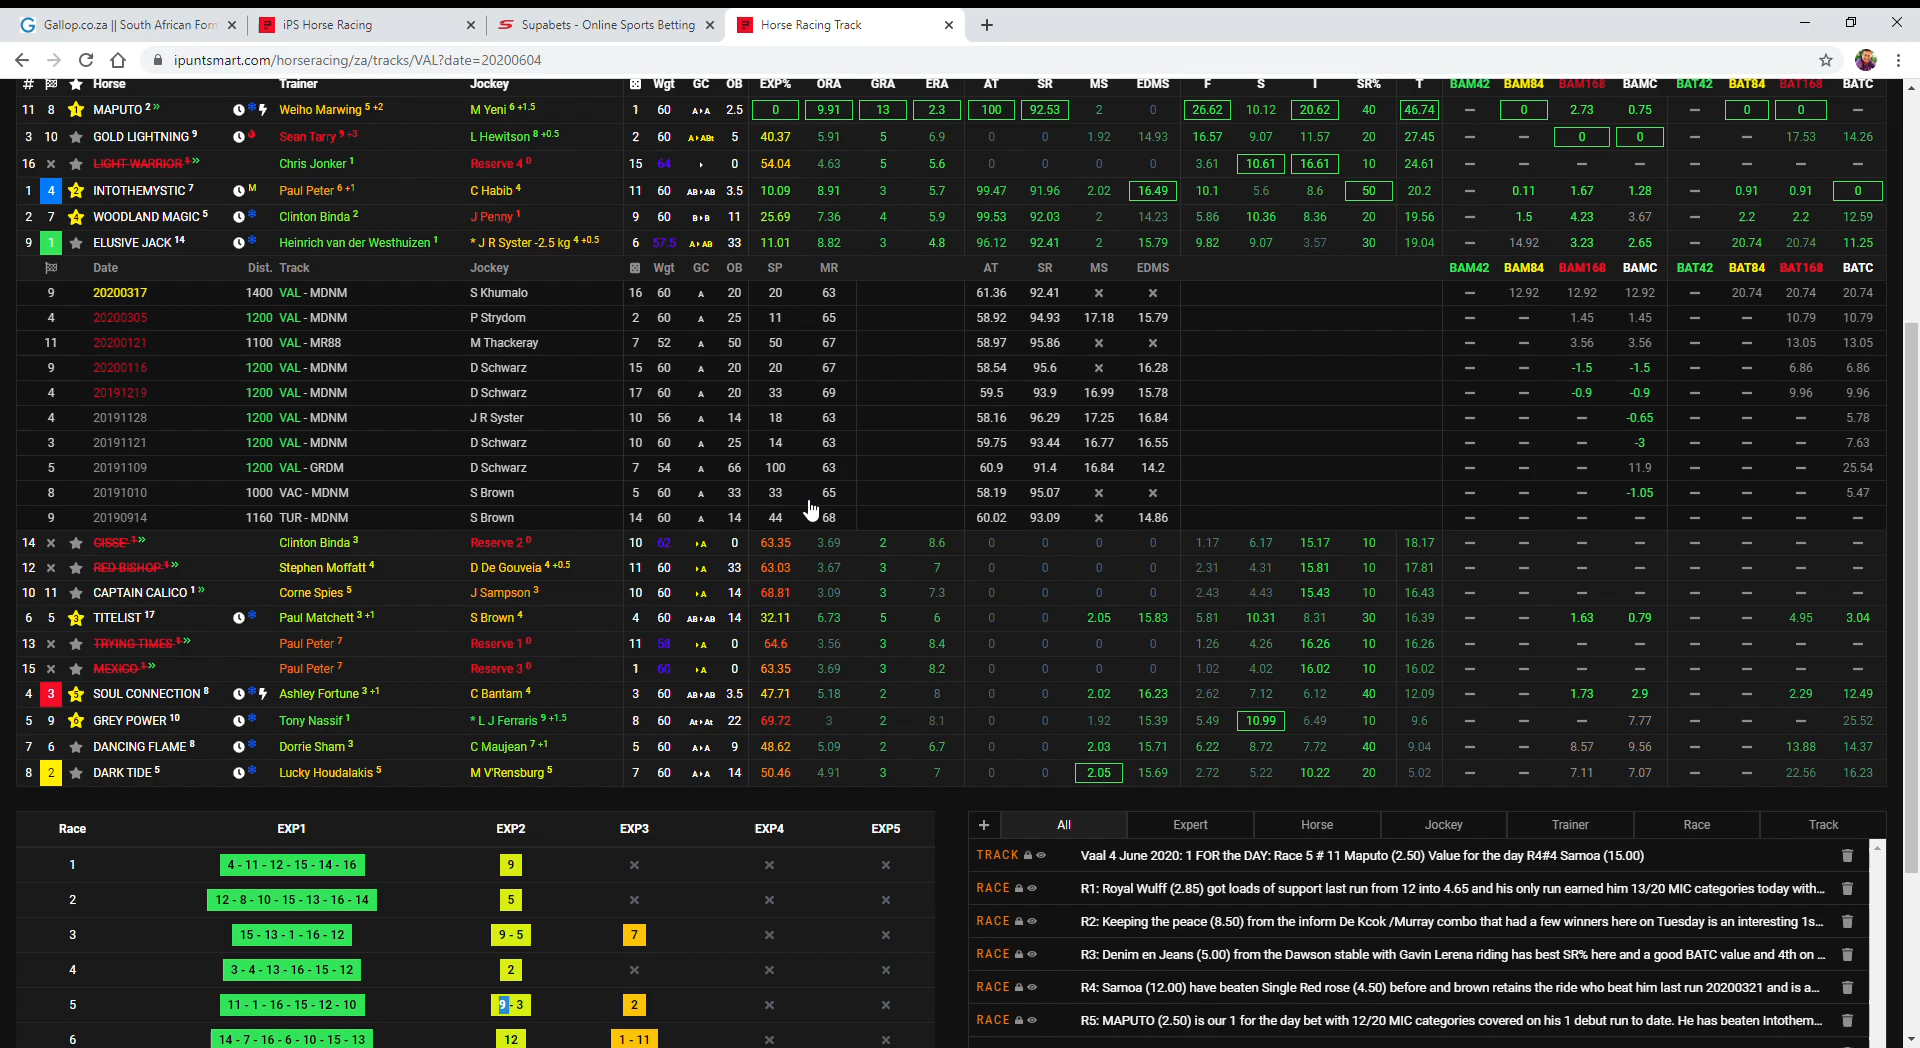 Gallop.co.za || South African Forn
iPS Horse Racing
Supabets - Online Sports Betting
Horse Racing Track
ipuntsmart.com/horseracing/za/tracks/VAL?date=20200604
# Horse Trainer Jockey Wgt GC OB EXP% ORA GRA ERA AT SR MS EDMS F S T SR% T BAM42 BAM84 BAM168 BAMC BAT42 BAT84 BAT168 BATC
11 8 1 MAPUTO 2 » Weiho Marwing 5 +2 M Yeni 6 +1.5 1 60 A›A 2.5 0 9.91 13 2.3 100 92.53 2 0 26.62 10.12 20.62 40 46.74 – 0 2.73 0.75 – 0 0 –
3 10 GOLD LIGHTNING 9 Sean Tarry 9 +3 L Hewitson 8 +0.5 2 60 A›ABt 5 40.37 5.91 5 6.9 0 0 1.92 14.93 16.57 9.07 11.57 20 27.45 – – 0 0 – – 17.53 14.26
16 × LIGHT WARRIOR 1 » Chris Jonker 1 Reserve 4 0 15 64 › 0 54.04 4.63 5 5.6 0 0 0 0 3.61 10.61 16.61 10 24.61 – – – – – – – –
1 4 2 INTOTHEMYSTIC 7 M Paul Peter 6 +1 C Habib 4 11 60 AB›AB 3.5 10.09 8.91 3 5.7 99.47 91.96 2.02 16.49 10.1 5.6 8.6 50 20.2 – 0.11 1.67 1.28 – 0.91 0.91 0
2 7 4 WOODLAND MAGIC 5 Clinton Binda 2 J Penny 1 9 60 B›B 11 25.69 7.36 4 5.9 99.53 92.03 2 14.23 5.86 10.36 8.36 20 19.56 – 1.5 4.23 3.67 – 2.2 2.2 12.59
9 1 ELUSIVE JACK 14 Heinrich van der Westhuizen 1 * J R Syster -2.5 kg 4 +0.5 6 57.5 A›AB 33 11.01 8.82 3 4.8 96.12 92.41 2 15.79 9.82 9.07 3.57 30 19.04 – 14.92 3.23 2.65 – 20.74 20.74 11.25
Date Dist. Track Jockey Wgt GC OB SP MR AT SR MS EDMS BAM42 BAM84 BAM168 BAMC BAT42 BAT84 BAT168 BATC
9 20200317 1400 VAL - MDNM S Khumalo 16 60 A 20 20 63 61.36 92.41 × × – 12.92 12.92 12.92 – 20.74 20.74 20.74
4 20200305 1200 VAL - MDNM P Strydom 2 60 A 25 11 65 58.92 94.93 17.18 15.79 – – 1.45 1.45 – – 10.79 10.79
11 20200121 1100 VAL - MR88 M Thackeray 7 52 A 50 50 67 58.97 95.86 × × – – 3.56 3.56 – – 13.05 13.05
9 20200116 1200 VAL - MDNM D Schwarz 15 60 A 20 20 67 58.54 95.6 × 16.28 – – -1.5 -1.5 – – 6.86 6.86
4 20191219 1200 VAL - MDNM D Schwarz 17 60 A 20 33 69 59.5 93.9 16.99 15.78 – – -0.9 -0.9 – – 9.96 9.96
4 20191128 1200 VAL - MDNM J R Syster 10 56 A 14 18 63 58.16 96.29 17.25 16.84 – – – -0.65 – – – 5.78
3 20191121 1200 VAL - MDNM D Schwarz 10 60 A 25 14 63 59.75 93.44 16.77 16.55 – – – -3 – – – 7.63
5 20191109 1200 VAL - GRDM D Schwarz 7 54 A 66 100 63 60.9 91.4 16.84 14.2 – – – 11.9 – – – 25.54
8 20191010 1000 VAC - MDNM S Brown 5 60 A 33 33 65 58.19 95.07 × × – – – -1.05 – – – 5.47
9 20190914 1160 TUR - MDNM S Brown 14 60 A 14 44 68 60.02 93.09 × 14.86 – – – – – – – –
14 × GISSE 1 » Clinton Binda 3 Reserve 2 0 10 62 ›A 0 63.35 3.69 2 8.6 0 0 0 0 1.17 6.17 15.17 10 18.17 – – – – – – – –
12 × RED BISHOP 1 » Stephen Moffatt 4 D De Gouveia 4 +0.5 11 60 ›A 33 63.03 3.67 3 7 0 0 0 0 2.31 4.31 15.81 10 17.81 – – – – – – – –
10 11 CAPTAIN CALICO 1 » Corne Spies 5 J Sampson 3 10 60 ›A 14 68.81 3.09 3 7.3 0 0 0 0 2.43 4.43 15.43 10 16.43 – – – – – – – –
6 5 3 TITELIST 17 Paul Matchett 3 +1 S Brown 4 4 60 AB›AB 14 32.11 6.73 5 6 0 0 2.05 15.83 5.81 10.31 8.31 30 16.39 – – 1.63 0.79 – – 4.95 3.04
13 × TRYING TIMES 1 » Paul Peter 7 Reserve 1 0 11 58 ›A 0 64.6 3.56 3 8.4 0 0 0 0 1.26 4.26 16.26 10 16.26 – – – – – – – –
15 × MEXICO 1 » Paul Peter 7 Reserve 3 0 1 60 ›A 0 63.35 3.69 3 8.2 0 0 0 0 1.02 4.02 16.02 10 16.02 – – – – – – – –
4 3 5 SOUL CONNECTION 8 Ashley Fortune 3 +1 C Bantam 4 3 60 AB›AB 3.5 47.71 5.18 2 8 0 0 2.02 16.23 2.62 7.12 6.12 40 12.09 – – 1.73 2.9 – – 2.29 12.49
5 9 6 GREY POWER 10 Tony Nassif 1 * L J Ferraris 9 +1.5 8 60 At›At 22 69.72 3 2 8.1 0 0 1.92 15.39 5.49 10.99 6.49 10 9.6 – – – 7.77 – – – 25.52
7 6 DANCING FLAME 8 Dorrie Sham 3 C Maujean 7 +1 5 60 A›A 9 48.62 5.09 2 6.7 0 0 2.03 15.71 6.22 8.72 7.72 40 9.04 – – 8.57 9.56 – – 13.88 14.37
8 2 DARK TIDE 5 Lucky Houdalakis 5 M V'Rensburg 5 7 60 A›A 14 50.46 4.91 3 7 0 0 2.05 15.69 2.72 5.22 10.22 20 5.02 – – 7.11 7.07 – – 22.56 16.23
Race EXP1 EXP2 EXP3 EXP4 EXP5
1 4 - 11 - 12 - 15 - 14 - 16 9 × × ×
2 12 - 8 - 10 - 15 - 13 - 16 - 14 5 × × ×
3 15 - 13 - 1 - 16 - 12 9 - 5 7 × ×
4 3 - 4 - 13 - 16 - 15 - 12 2 × × ×
5 11 - 1 - 16 - 15 - 12 - 10 9 - 3 2 × ×
6 14 - 7 - 16 - 6 - 10 - 15 - 13 12 1 - 11 × ×
+ All Expert Horse Jockey Trainer Race Track
TRACK Vaal 4 June 2020: 1 FOR the DAY: Race 5 # 11 Maputo (2.50) Value for the day R4#4 Samoa (15.00)
RACE R1: Royal Wulff (2.85) got loads of support last run from 12 into 4.65 and his only run earned him 13/20 MIC categories today with...
RACE R2: Keeping the peace (8.50) from the inform De Kcok /Murray combo that had a few winners here on Tuesday is an interesting 1s...
RACE R3: Denim en Jeans (5.00) from the Dawson stable with Gavin Lerena riding has best SR% here and a good BATC value and 4th on ...
RACE R4: Samoa (12.00) have beaten Single Red rose (4.50) before and brown retains the ride who beat him last run 20200321 and is a...
RACE R5: MAPUTO (2.50) is our 1 for the day bet with 12/20 MIC categories covered on his 1 debut run to date. He has beaten Intothem...